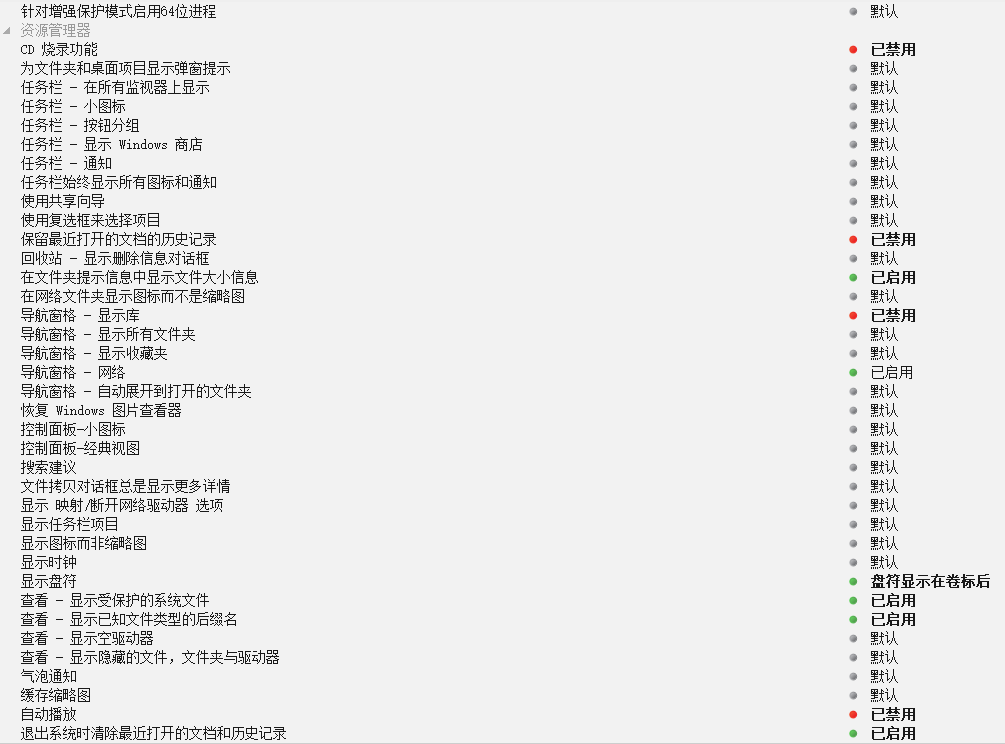 针对增强保护模式启用64位进程 默认
资源管理器
CD 烧录功能 已禁用
为文件夹和桌面项目显示弹窗提示 默认
任务栏 - 在所有监视器上显示 默认
任务栏 - 小图标 默认
任务栏 - 按钮分组 默认
任务栏 - 显示 Windows 商店 默认
任务栏 - 通知 默认
任务栏始终显示所有图标和通知 默认
使用共享向导 默认
使用复选框来选择项目 默认
保留最近打开的文档的历史记录 已禁用
回收站 - 显示删除信息对话框 默认
在文件夹提示信息中显示文件大小信息 已启用
在网络文件夹显示图标而不是缩略图 默认
导航窗格 - 显示库 已禁用
导航窗格 - 显示所有文件夹 默认
导航窗格 - 显示收藏夹 默认
导航窗格 - 网络 已启用
导航窗格 - 自动展开到打开的文件夹 默认
恢复 Windows 图片查看器 默认
控制面板-小图标 默认
控制面板-经典视图 默认
搜索建议 默认
文件拷贝对话框总是显示更多详情 默认
显示 映射/断开网络驱动器 选项 默认
显示任务栏项目 默认
显示图标而非缩略图 默认
显示时钟 默认
显示盘符 盘符显示在卷标后
查看 - 显示受保护的系统文件 已启用
查看 - 显示已知文件类型的后缀名 已启用
查看 - 显示空驱动器 默认
查看 - 显示隐藏的文件，文件夹与驱动器 默认
气泡通知 默认
缓存缩略图 默认
自动播放 已禁用
退出系统时清除最近打开的文档和历史记录 已启用